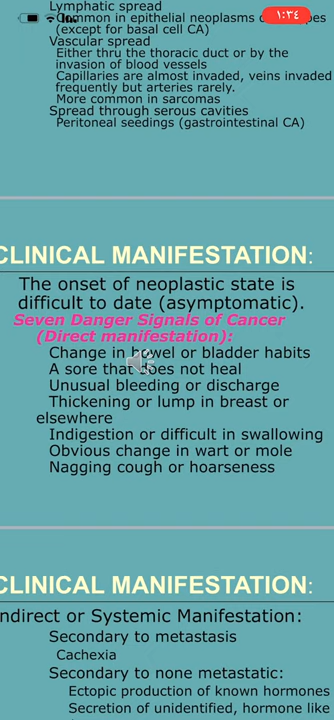 Lymphatic spread
١:٣٤
Common in epithelial neoplasms
(except for basal cell CA)
Vascular spread
Either thru the thoracic duct or by the
invasion of blood vessels
Capillaries are almost invaded, veins invaded
frequently but arteries rarely.
More common in sarcomas
Spread through serous cavities
Peritoneal seedings (gastrointestinal CA)
CLINICAL MANIFESTATION:
The onset of neoplastic state is
difficult to date (asymptomatic).
Seven Danger Signals of Cancer
(Direct manifestation):
Change in or bladder habits
A sore that not heal
Unusual bleeding or discharge
Thickening or lump in breast or
elsewhere
Indigestion or difficult in swallowing
Obvious change in wart or mole
Nagging cough or hoarseness
CLINICAL MANIFESTATION:
ndirect or Systemic Manifestation:
Secondary to metastasis
Cachexia
Secondary to none metastatic:
Ectopic production of known hormones
Secretion of unidentified, hormone like